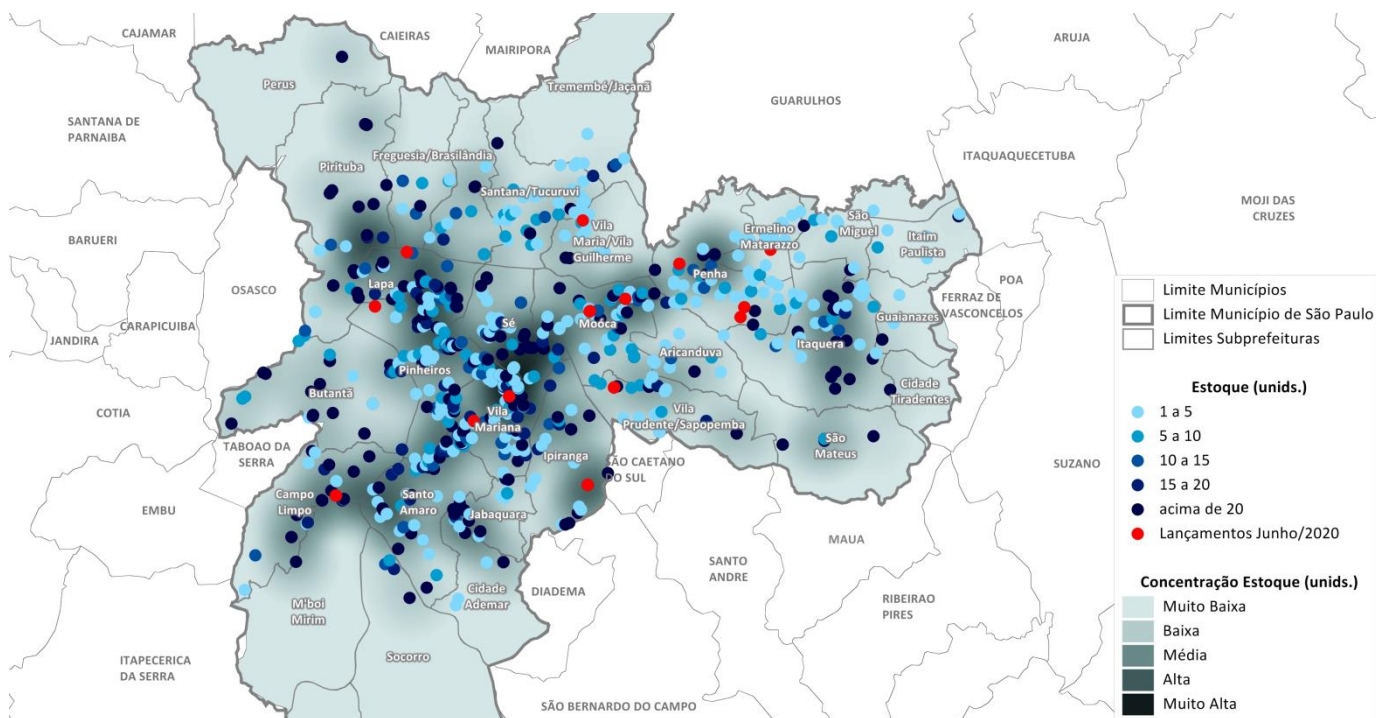 CAJAMAR
CAIEIRAS
MAIRIPORA
ARUJA
Perus
Tremembé/Jaçanã
GUARULHOS
SANTANA DE
PARNAIBA
Pirituba
Freguesia/Brasilândia
ITAQUAQUECETUBA
Santana/Tucuruvi
MOJI DAS
CRUZES
BARUERI
Vila
Maria/Vila
Guilherme
Ermelino
Matarazzo
São
Miguel
Itaim
Paulista
Penha
OSASCO
Lapa
POA
FERRAZ DE
VASCONCELOS
Guaianazes
CARAPICUIBA
JANDIRA
Sé
Moóca
Aricanduva
Itaquera
Pinheiros
Butantã
Cidade
Tiradentes
COTIA
Vila
Mariana
Vila
Prudente/Sapopemba
São
Mateus
TABOAO DA
SERRA
Ipiranga
SÃO CAETANO
DO SUL
SUZANO
EMBU
Campo
Limpo
Santo
Amaro
Jabaquara
MAUA
SANTO
ANDRE
DIADEMA
Cidade
Ademar
M'boi
Mirim
RIBEIRAO
PIRES
ITAPECERICA
DA SERRA
Socorro
SÃO BERNARDO DO CAMPO
Limite Municípios
Limite Município de São Paulo
Limites Subprefeituras
Estoque (unids.)
1 a 5
5 a 10
10 a 15
15 a 20
acima de 20
Lançamentos Junho/2020
Concentração Estoque (unids.)
Muito Baixa
Baixa
Média
Alta
Muito Alta